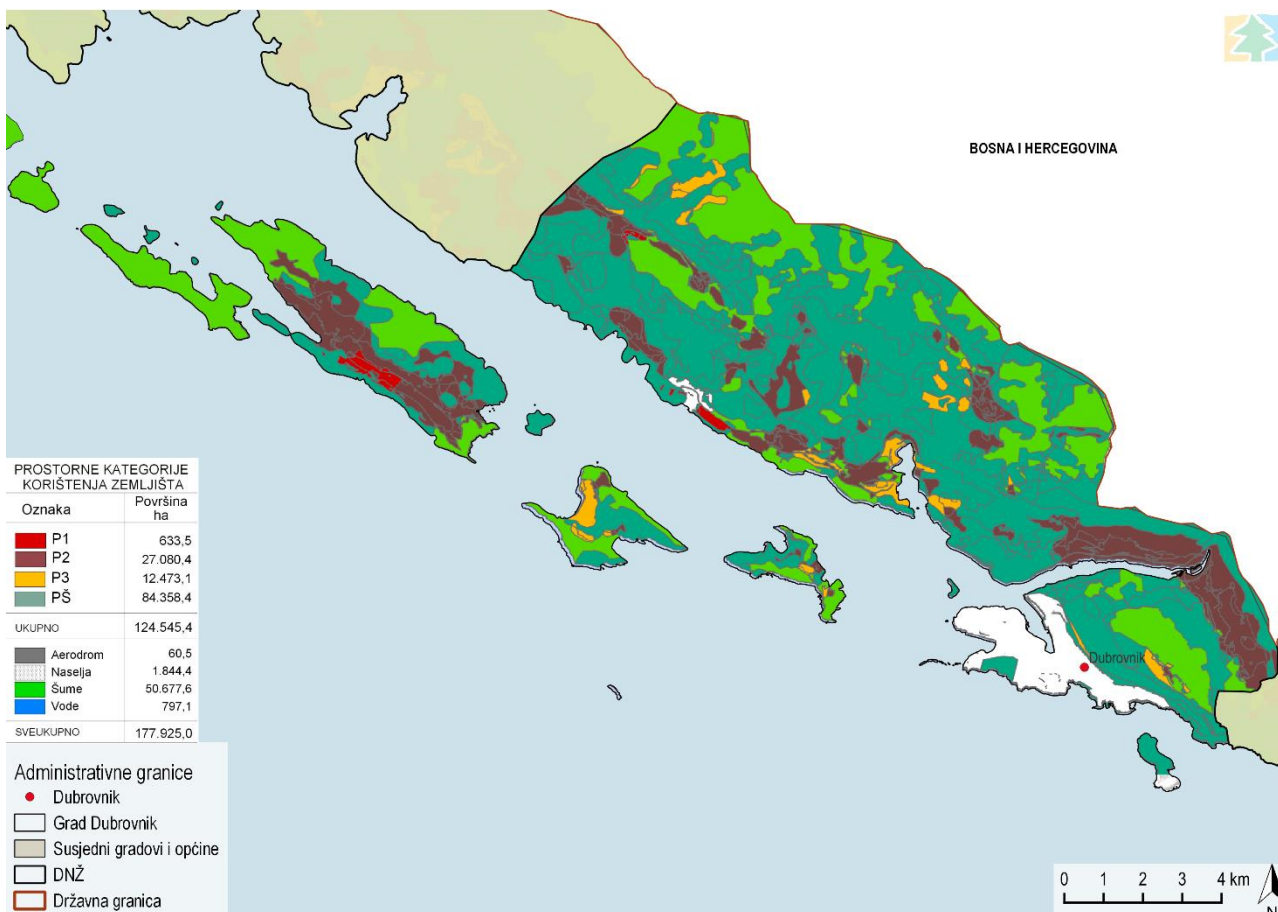 BOSNA I HERCEGOVINA
Dubrovnik
PROSTORNE KATEGORIJE
KORIŠTENJA ZEMLJIŠTA
Oznaka Površina
ha
P1 633,5
P2 27.080,4
P3 12.473,1
PŠ 84.358,4
UKUPNO 124.545,4
Aerodrom 60,5
Naselja 1.844,4
Šume 50.677,6
Vode 797,1
SVEUKUPNO 177.925,0
Administrativne granice
Dubrovnik
Grad Dubrovnik
Susjedni gradovi i općine
DNŽ
Državna granica
0 1 2 3 4 km
N